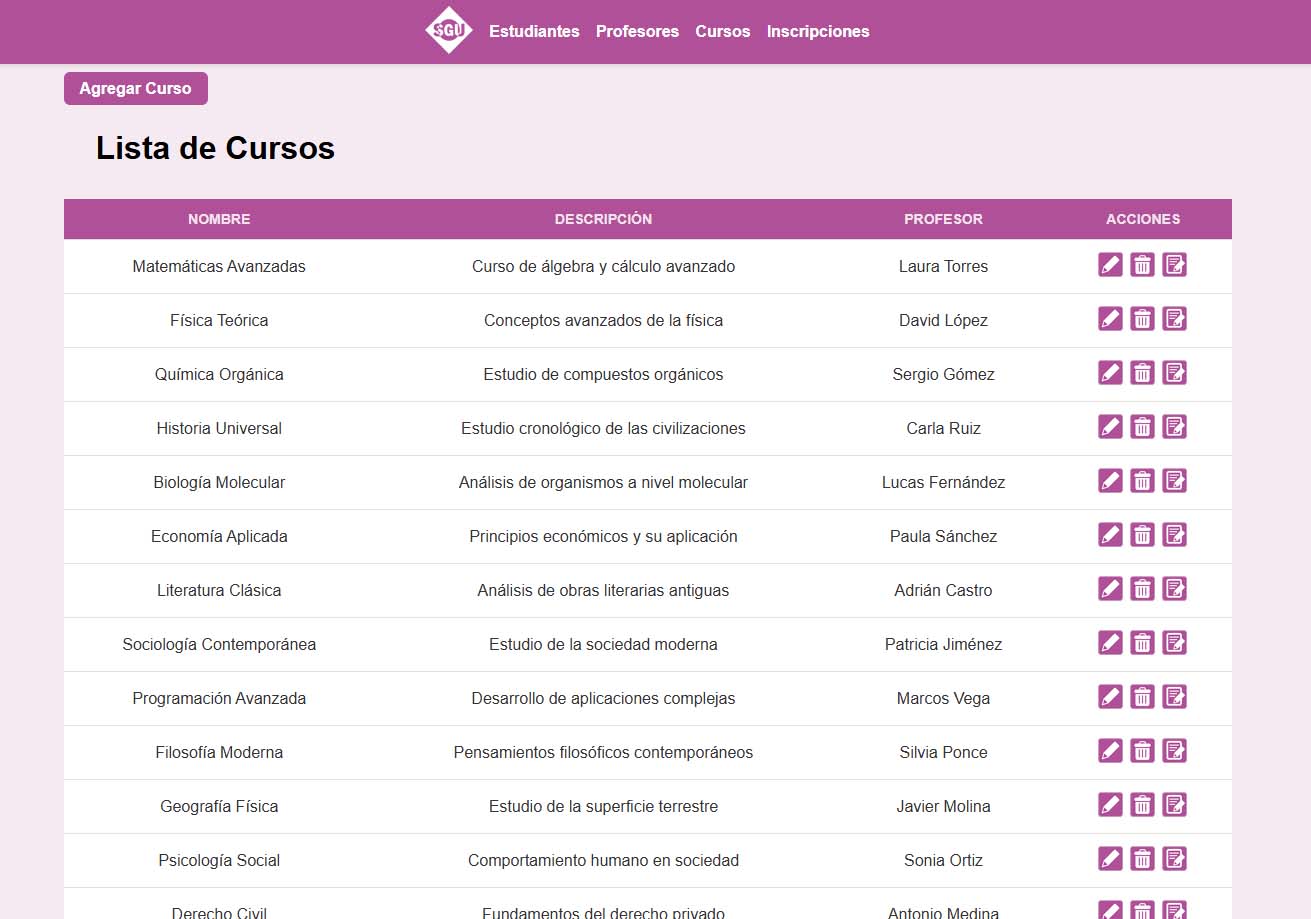 SGU Estudiantes Profesores Cursos Inscripciones
Agregar Curso
Lista de Cursos
NOMBRE DESCRIPCIÓN PROFESOR ACCIONES
Matemáticas Avanzadas Curso de álgebra y cálculo avanzado Laura Torres
Física Teórica Conceptos avanzados de la física David López
Química Orgánica Estudio de compuestos orgánicos Sergio Gómez
Historia Universal Estudio cronológico de las civilizaciones Carla Ruiz
Biología Molecular Análisis de organismos a nivel molecular Lucas Fernández
Economía Aplicada Principios económicos y su aplicación Paula Sánchez
Literatura Clásica Análisis de obras literarias antiguas Adrián Castro
Sociología Contemporánea Estudio de la sociedad moderna Patricia Jiménez
Programación Avanzada Desarrollo de aplicaciones complejas Marcos Vega
Filosofía Moderna Pensamientos filosóficos contemporáneos Silvia Ponce
Geografía Física Estudio de la superficie terrestre Javier Molina
Psicología Social Comportamiento humano en sociedad Sonia Ortiz
Derecho Civil Fundamentos del derecho privado Antonio Medina